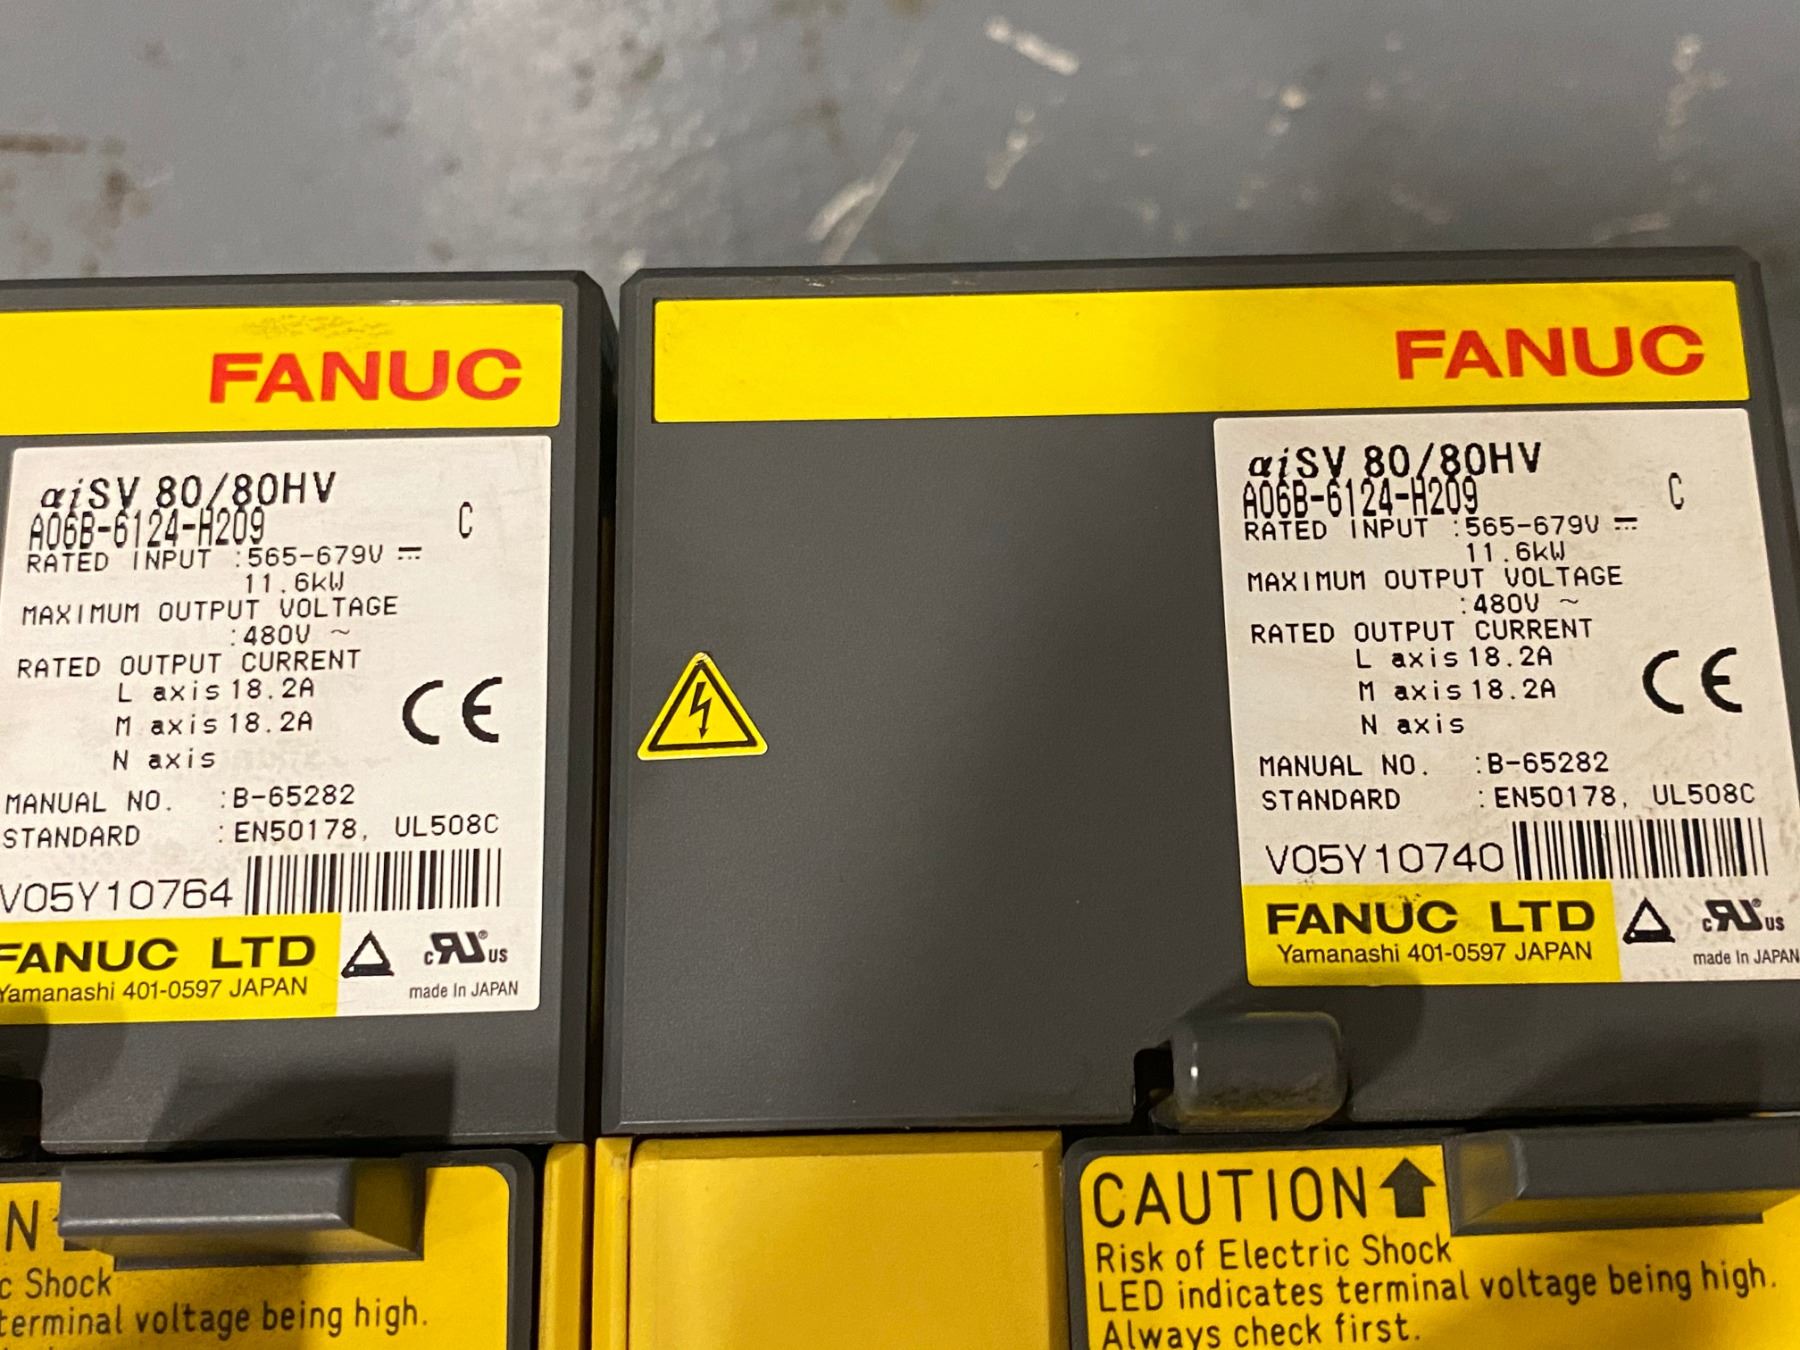 FANUC
αiSV 80/80HV
A06B-6124-H209
C
RATED INPUT :565-679V ⎓
11.6kW
MAXIMUM OUTPUT VOLTAGE
:480V ~
RATED OUTPUT CURRENT
L axis 18.2A
M axis 18.2A
N axis
CE
MANUAL NO. :B-65282
STANDARD :EN50178, UL508C
V05Y10764
FANUC LTD
Yamanashi 401-0597 JAPAN
c RU ® US
made In JAPAN
N
c Shock
terminal voltage being high.
FANUC
αiSV 80/80HV
A06B-6124-H209
C
RATED INPUT :565-679V ⎓
11.6kW
MAXIMUM OUTPUT VOLTAGE
:480V ~
RATED OUTPUT CURRENT
L axis 18.2A
M axis 18.2A
N axis
CE
MANUAL NO. :B-65282
STANDARD :EN50178, UL508C
V05Y10740
FANUC LTD
Yamanashi 401-0597 JAPAN
c RU ® US
made In JAPAN
CAUTION
Risk of Electric Shock
LED indicates terminal voltage being high.
Always check first.